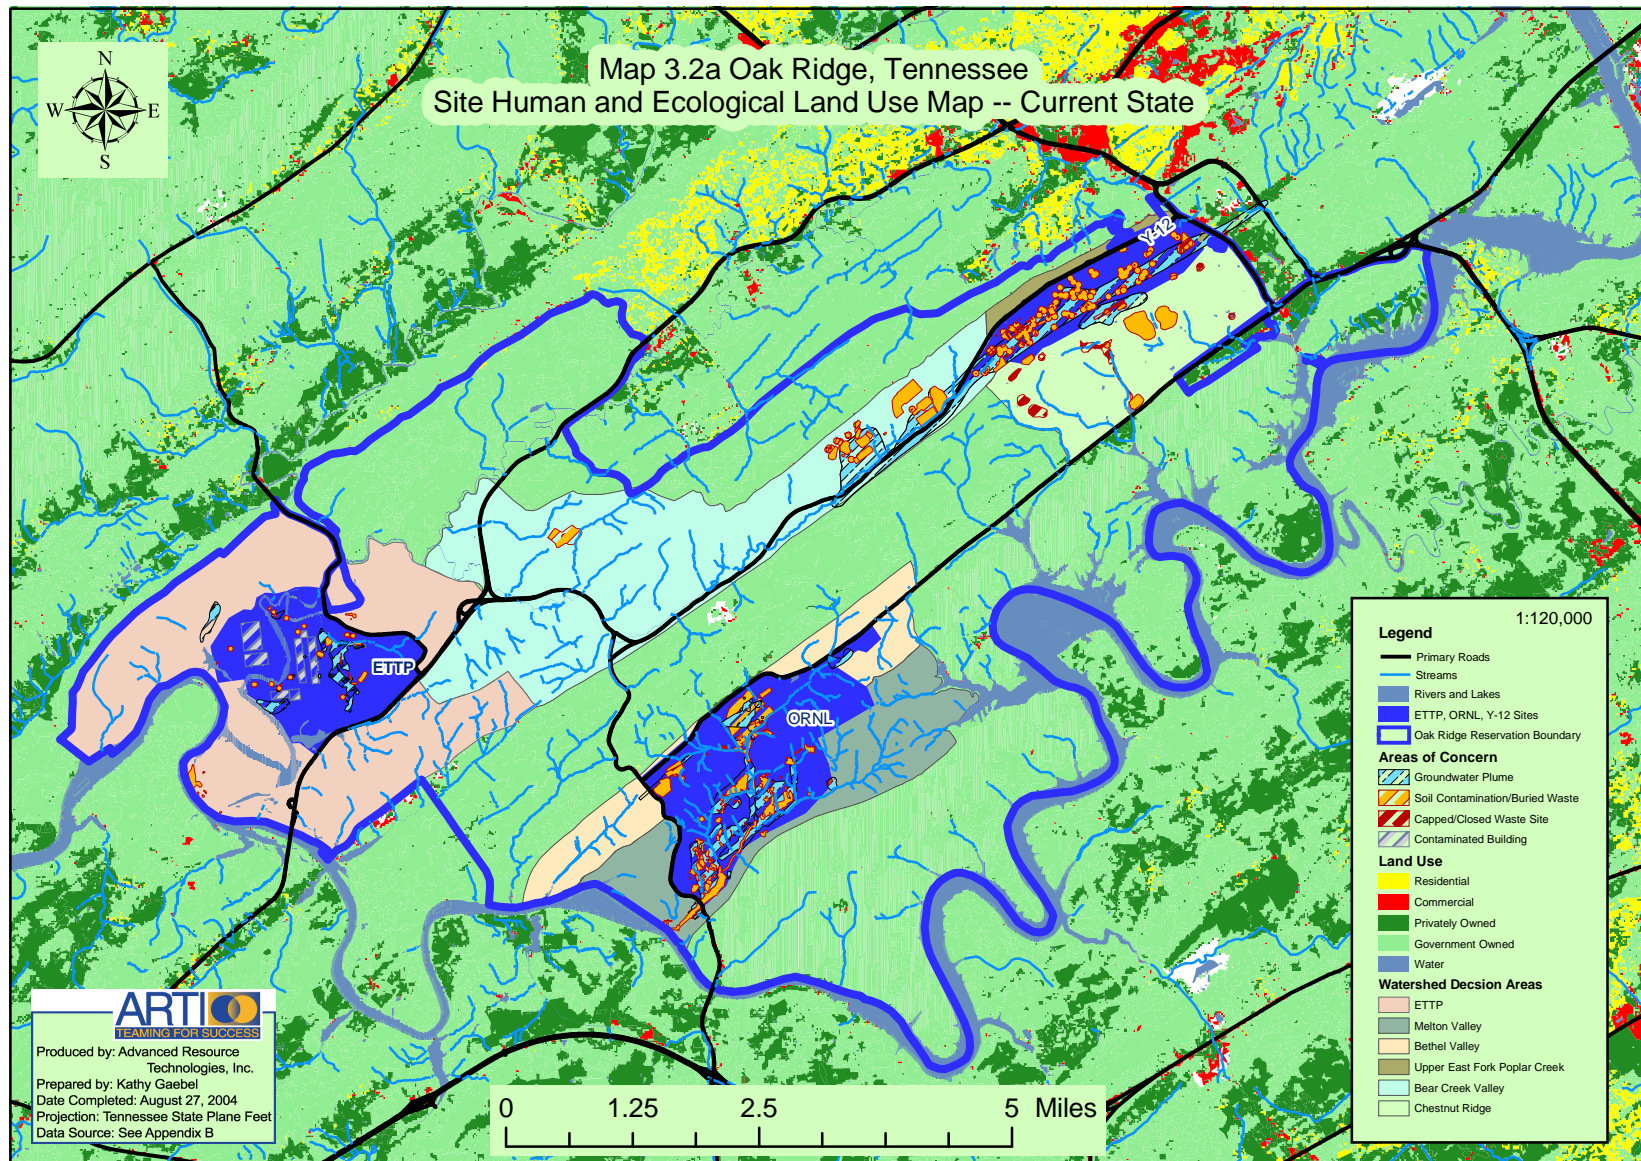 Map 3.2a Oak Ridge, Tennessee
Site Human and Ecological Land Use Map -- Current State
N
W E
S
Y-12
ETTP
ORNL
1:120,000
Legend
Primary Roads
Streams
Rivers and Lakes
ETTP, ORNL, Y-12 Sites
Oak Ridge Reservation Boundary
Areas of Concern
Groundwater Plume
Soil Contamination/Buried Waste
Capped/Closed Waste Site
Contaminated Building
Land Use
Residential
Commercial
Privately Owned
Government Owned
Water
Watershed Decsion Areas
ETTP
Melton Valley
Bethel Valley
Upper East Fork Poplar Creek
Bear Creek Valley
Chestnut Ridge
ARTI
TEAMING FOR SUCCESS
Produced by: Advanced Resource
Technologies, Inc.
Prepared by: Kathy Gaebel
Date Completed: August 27, 2004
Projection: Tennessee State Plane Feet
Data Source: See Appendix B
0 1.25 2.5 5 Miles